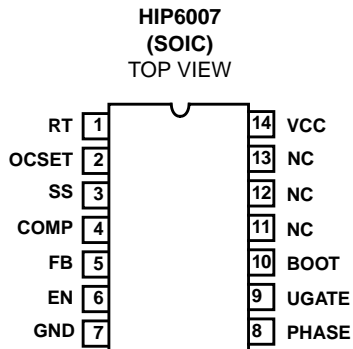 HIP6007
(SOIC)
TOP VIEW
RT 1 14 VCC
OCSET 2 13 NC
SS 3 12 NC
COMP 4 11 NC
FB 5 10 BOOT
EN 6 9 UGATE
GND 7 8 PHASE